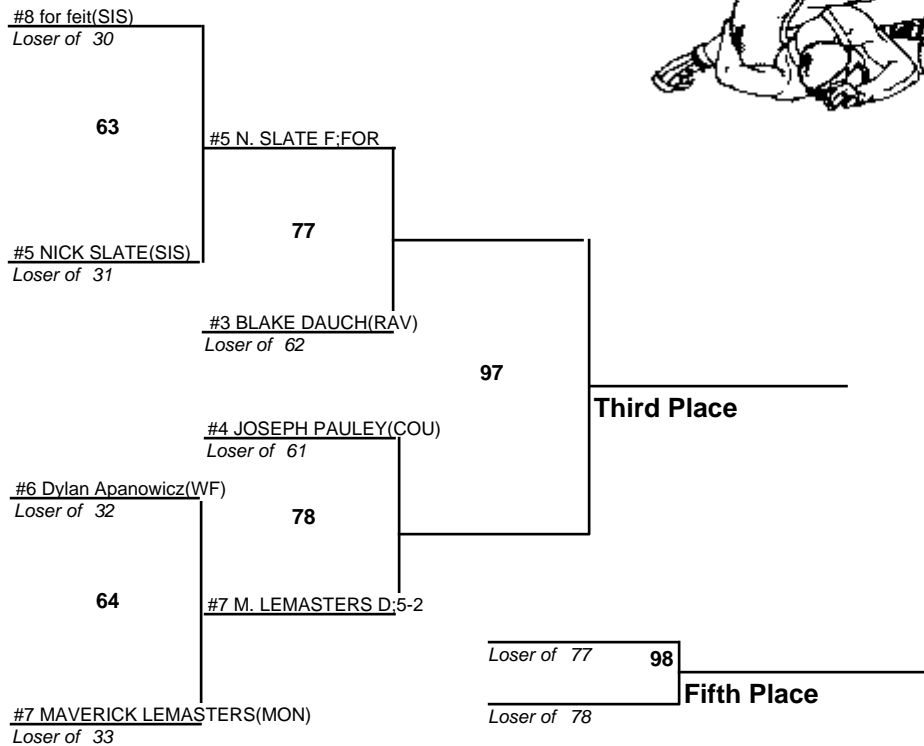 #8 for feit(SIS)
Loser of 30
63
#5 N. SLATE F;FOR
77
#5 NICK SLATE(SIS)
Loser of 31
#3 BLAKE DAUCH(RAV)
Loser of 62
97
Third Place
#4 JOSEPH PAULEY(COU)
Loser of 61
#6 Dylan Apanowicz(WF)
Loser of 32
78
64
#7 M. LEMASTERS D;5-2
Loser of 77
98
Fifth Place
Loser of 78
#7 MAVERICK LEMASTERS(MON)
Loser of 33